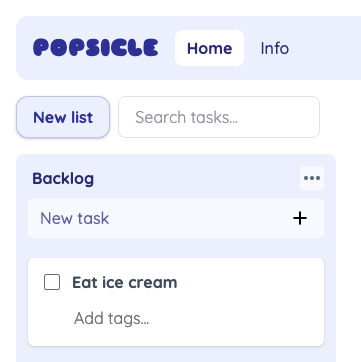 POPSICLE Home Info
New list Search tasks...
Backlog
New task
Eat ice cream
Add tags...